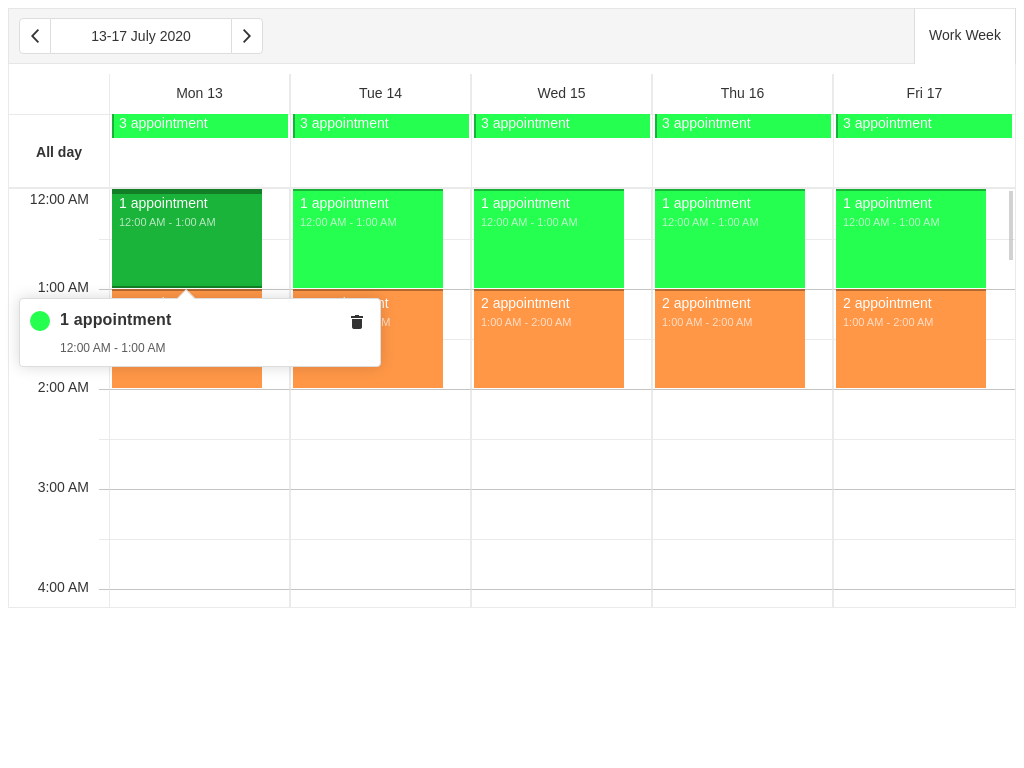 13-17 July 2020
Work Week
Mon 13
Tue 14
Wed 15
Thu 16
Fri 17
All day
3 appointment
3 appointment
3 appointment
3 appointment
3 appointment
12:00 AM
1 appointment
12:00 AM - 1:00 AM
1 appointment
12:00 AM - 1:00 AM
1 appointment
12:00 AM - 1:00 AM
1 appointment
12:00 AM - 1:00 AM
1 appointment
12:00 AM - 1:00 AM
1:00 AM
1 appointment
12:00 AM - 1:00 AM
2 appointment
1:00 AM - 2:00 AM
2 appointment
1:00 AM - 2:00 AM
2 appointment
1:00 AM - 2:00 AM
2:00 AM
3:00 AM
4:00 AM